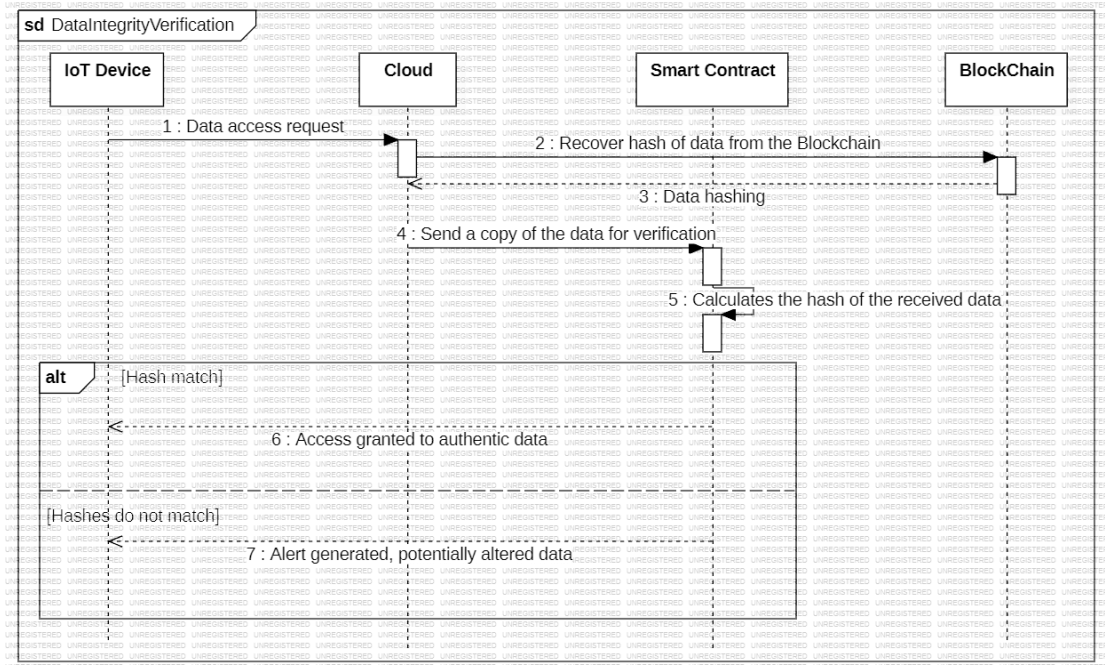 sd DataIntegrityVerification
IoT Device
Cloud
Smart Contract
BlockChain
1 : Data access request
2 : Recover hash of data from the Blockchain
3 : Data hashing
4 : Send a copy of the data for verification
5 : Calculates the hash of the received data
alt
[Hash match]
6 : Access granted to authentic data
[Hashes do not match]
7 : Alert generated, potentially altered data
UNREGISTERED